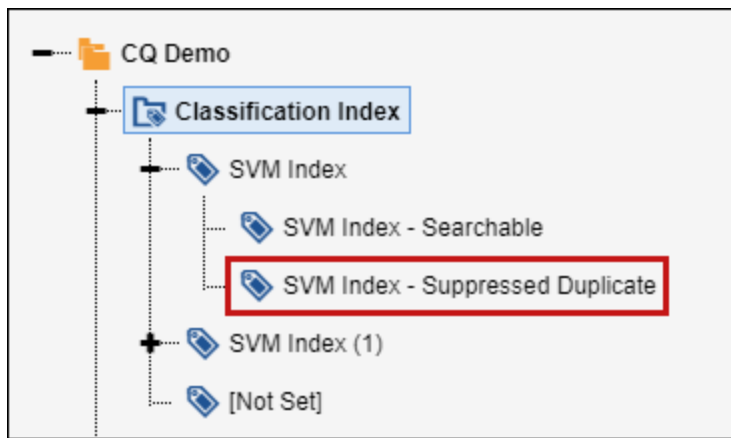 CQ Demo
Classification Index
SVM Index
SVM Index - Searchable
SVM Index - Suppressed Duplicate
SVM Index (1)
[Not Set]